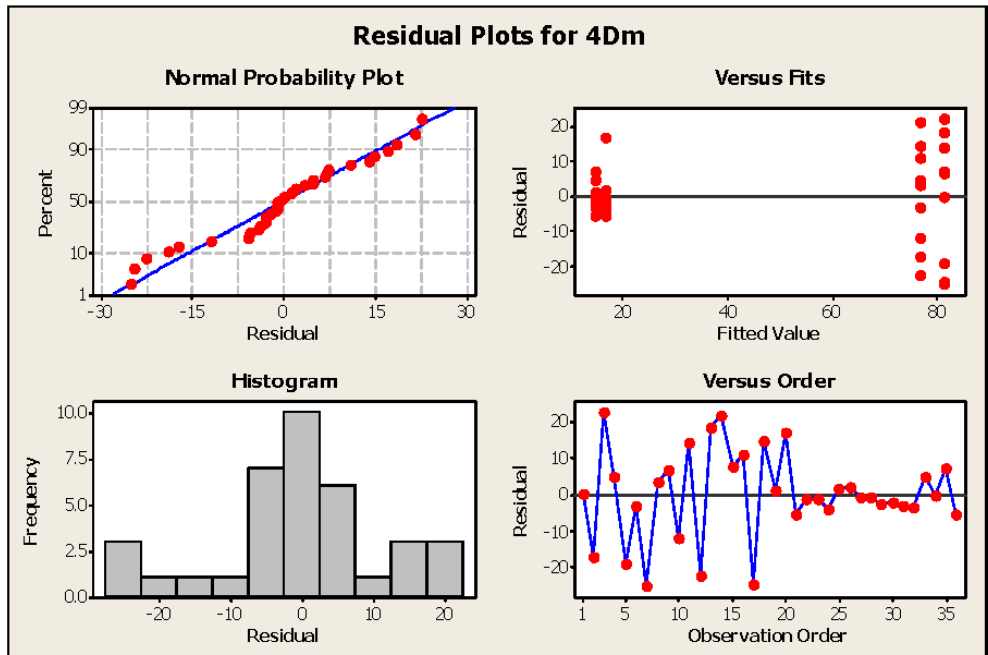 Residual Plots for 4Dm
Normal Probability Plot
99
90
50
10
1
Percent
-30 -15 0 15 30
Residual
Versus Fits
20
10
0
-10
-20
Residual
20 40 60 80
Fitted Value
Histogram
10.0
7.5
5.0
2.5
0.0
Frequency
-20 -10 0 10 20
Residual
Versus Order
20
10
0
-10
-20
Residual
1 5 10 15 20 25 30 35
Observation Order